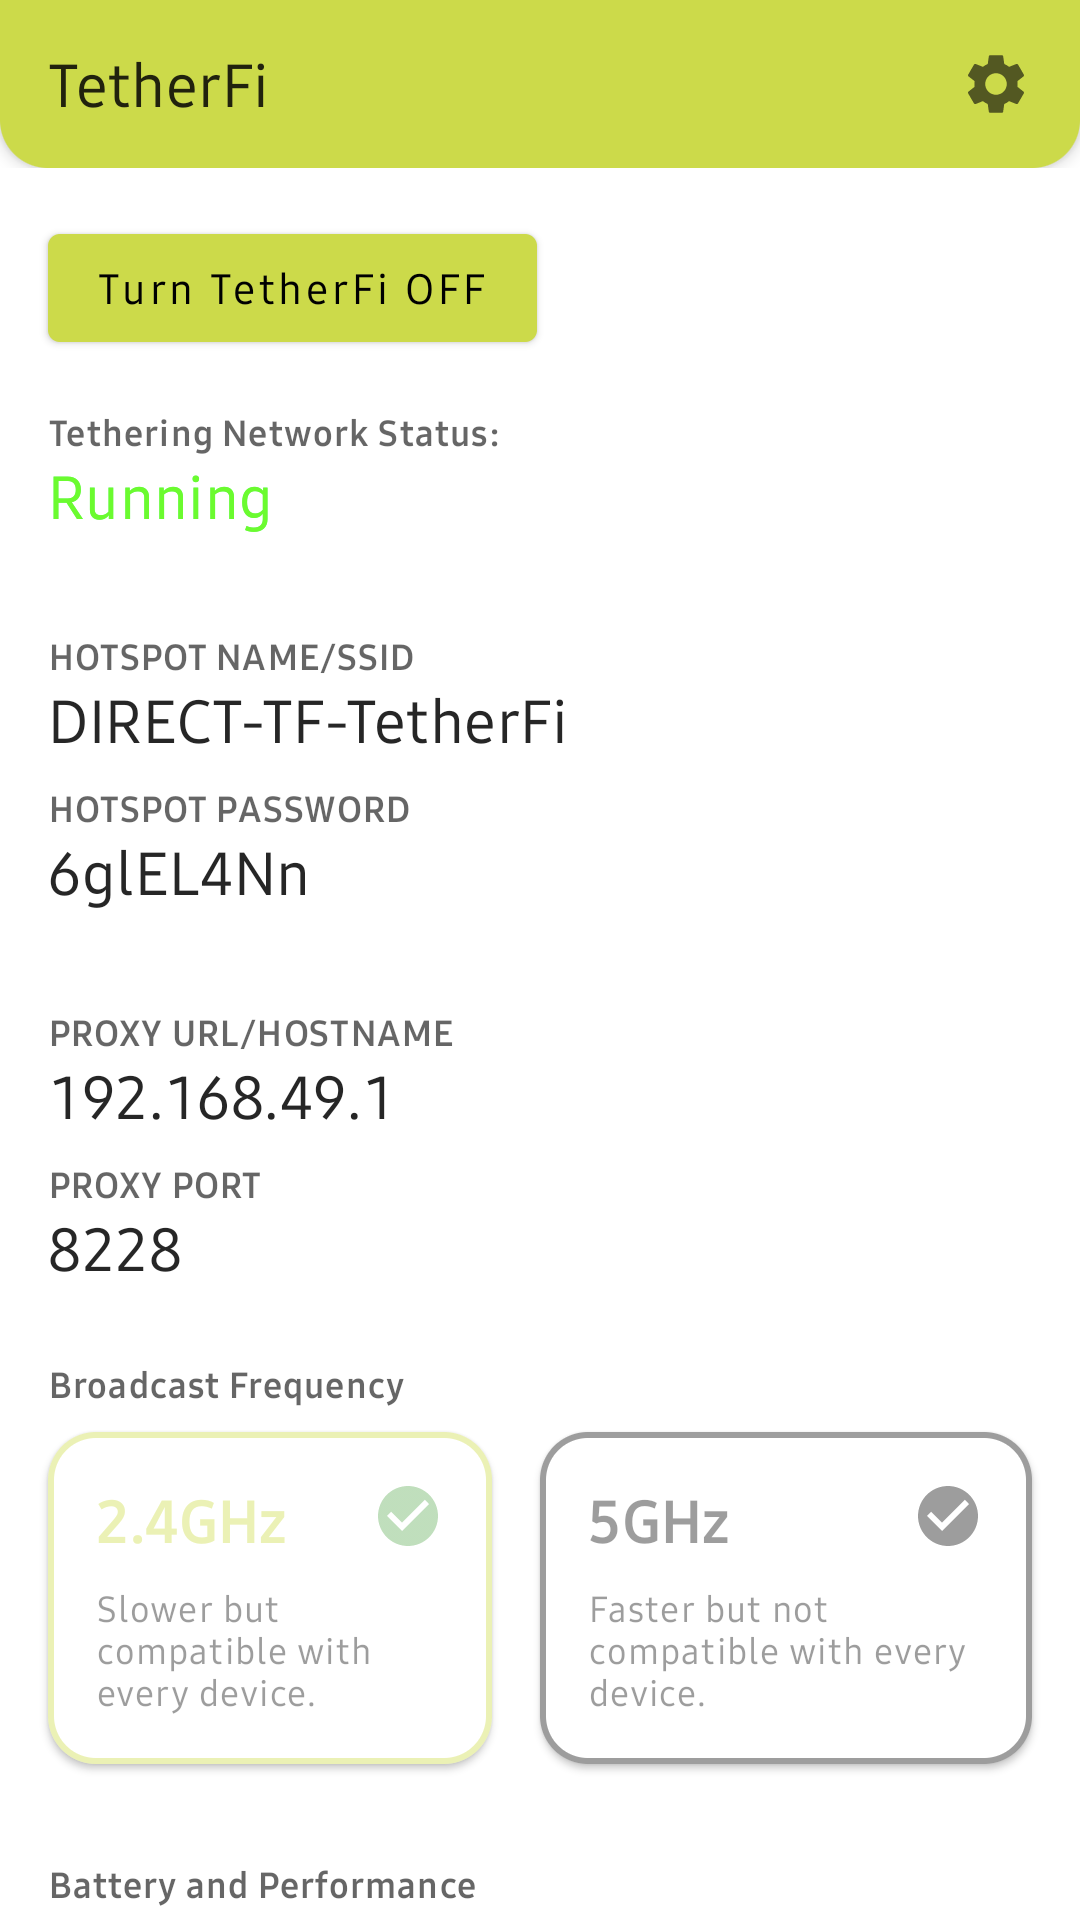 TetherFi
Turn TetherFi OFF
Tethering Network Status:
Running
HOTSPOT NAME/SSID
DIRECT-TF-TetherFi
HOTSPOT PASSWORD
6glEL4Nn
PROXY URL/HOSTNAME
192.168.49.1
PROXY PORT
8228
Broadcast Frequency
2.4GHz
Slower but
compatible with
every device.
5GHz
Faster but not
compatible with every
device.
Battery and Performance